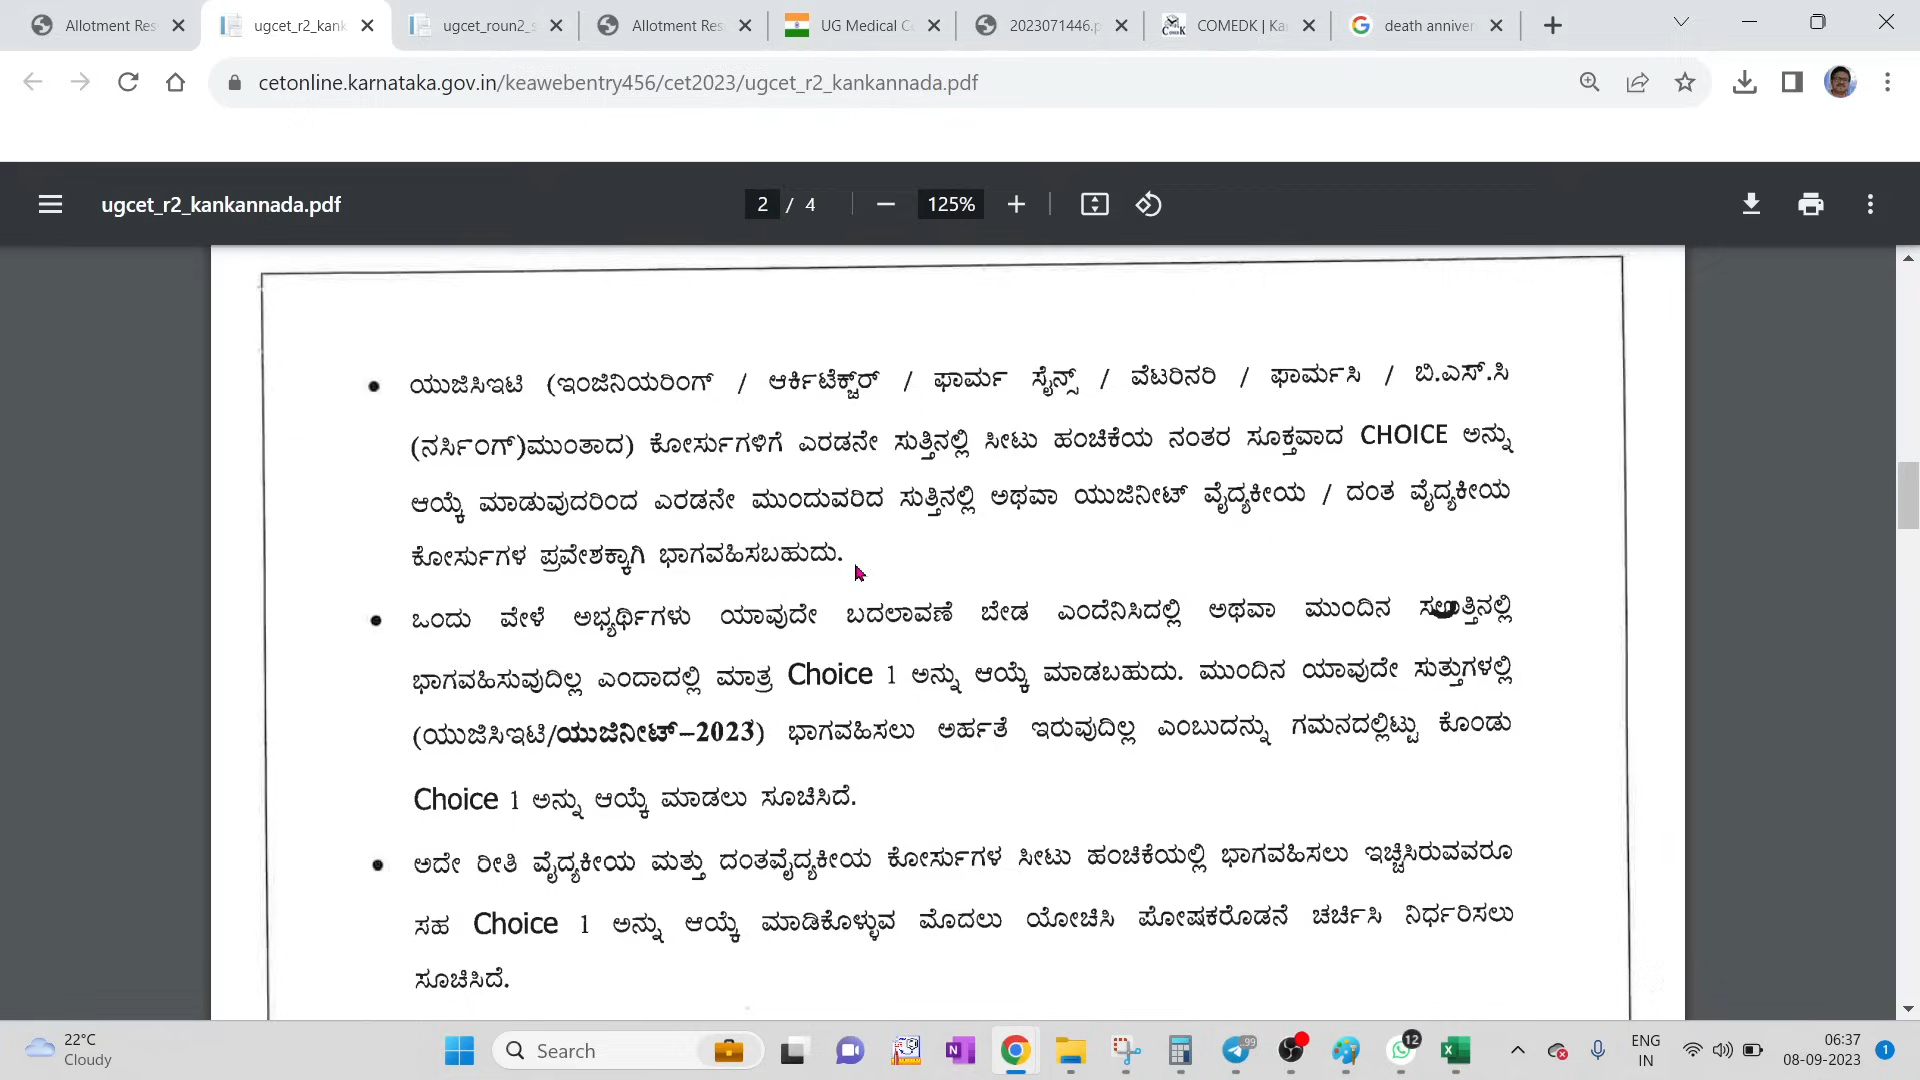 Allotment Res
ugcet_r2_kank
ugcet_roun2_s
Allotment Res
UG Medical Co
2023071446.p
COMEDK | Ka
death anniver
cetonline.karnataka.gov.in/keawebentry456/cet2023/ugcet_r2_kankannada.pdf
ugcet_r2_kankannada.pdf
2 / 4
125%
ಯುಜಿಸಿಇಟಿ (ಇಂಜಿನಿಯರಿಂಗ್ / ಆರ್ಕಿಟೆಕ್ಚರ್ / ಫಾರ್ಮ ಸೈನ್ಸ್ / ವೆಟರಿನರಿ / ಫಾರ್ಮಸಿ / ಬಿ.ಎಸ್.ಸಿ
(ನರ್ಸಿಂಗ್)ಮುಂತಾದ) ಕೋರ್ಸುಗಳಿಗೆ ಎರಡನೇ ಸುತ್ತಿನಲ್ಲಿ ಸೀಟು ಹಂಚಿಕೆಯ ನಂತರ ಸೂಕ್ತವಾದ CHOICE ಅನ್ನು
ಆಯ್ಕೆ ಮಾಡುವುದರಿಂದ ಎರಡನೇ ಮುಂದುವರಿದ ಸುತ್ತಿನಲ್ಲಿ ಅಥವಾ ಯುಜಿನೀಟ್ ವೈದ್ಯಕೀಯ / ದಂತ ವೈದ್ಯಕೀಯ
ಕೋರ್ಸುಗಳ ಪ್ರವೇಶಕ್ಕಾಗಿ ಭಾಗವಹಿಸಬಹುದು.
ಒಂದು ವೇಳೆ ಅಭ್ಯರ್ಥಿಗಳು ಯಾವುದೇ ಬದಲಾವಣೆ ಬೇಡ ಎಂದೆನಿಸಿದಲ್ಲಿ ಅಥವಾ ಮುಂದಿನ
ಭಾಗವಹಿಸುವುದಿಲ್ಲ ಎಂದಾದಲ್ಲಿ ಮಾತ್ರ Choice 1 ಅನ್ನು ಆಯ್ಕೆ ಮಾಡಬಹುದು. ಮುಂದಿನ ಯಾವುದೇ ಸುತ್ತುಗಳಲ್ಲಿ
(ಯುಜಿಸಿಇಟಿ/ಯುಜಿನೀಟ್-2023) ಭಾಗವಹಿಸಲು ಅರ್ಹತೆ ಇರುವುದಿಲ್ಲ ಎಂಬುದನ್ನು ಗಮನದಲ್ಲಿಟ್ಟು ಕೊಂಡು
Choice 1 ಅನ್ನು ಆಯ್ಕೆ ಮಾಡಲು ಸೂಚಿಸಿದೆ.
ಅದೇ ರೀತಿ ವೈದ್ಯಕೀಯ ಮತ್ತು ದಂತವೈದ್ಯಕೀಯ ಕೋರ್ಸುಗಳ ಸೀಟು ಹಂಚಿಕೆಯಲ್ಲಿ ಭಾಗವಹಿಸಲು ಇಚ್ಚಿಸಿರುವವರೂ
ಸಹ Choice 1 ಅನ್ನು ಆಯ್ಕೆ ಮಾಡಿಕೊಳ್ಳುವ ಮೊದಲು ಯೋಚಿಸಿ ಪೋಷಕರೊಡನೆ ಚರ್ಚಿಸಿ ನಿರ್ಧರಿಸಲು
ಸೂಚಿಸಿದೆ.
22°C
Cloudy
Search
99
12
ENG
IN
06:37
08-09-2023
1